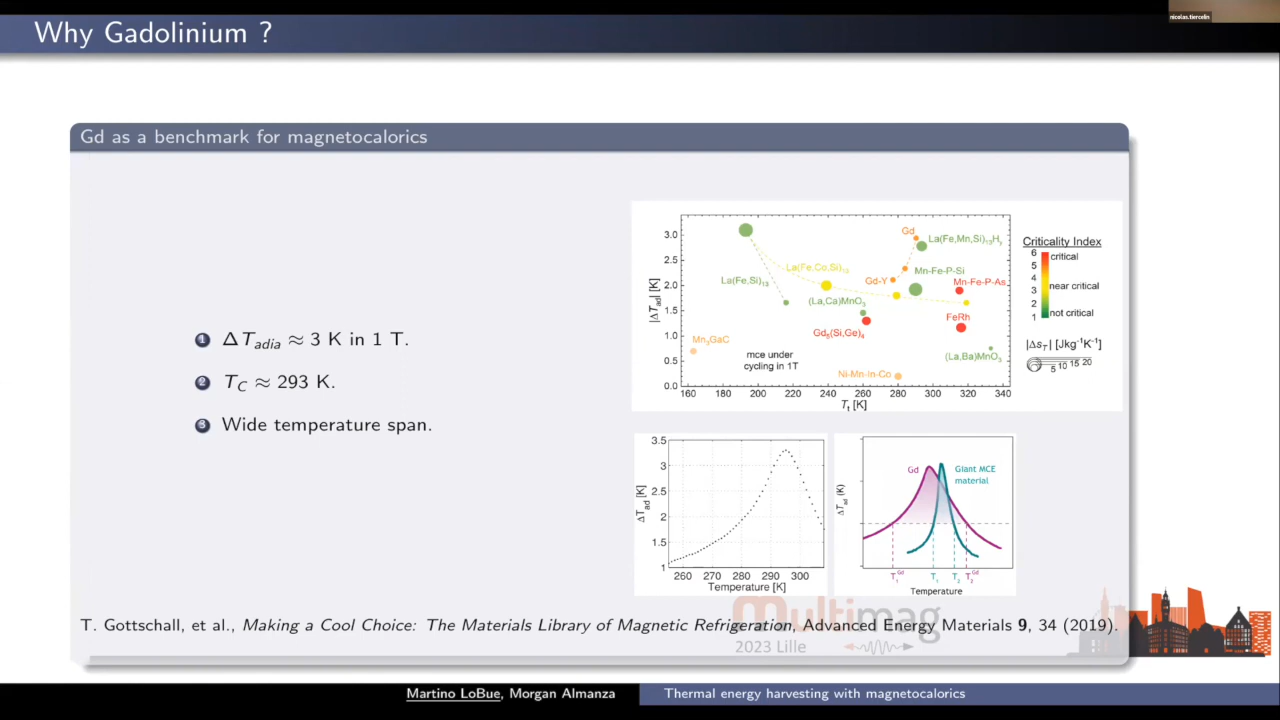 nicolas.tiercelin
Why Gadolinium ?
Gd as a benchmark for magnetocalorics
1 ΔT_adia ≈ 3 K in 1 T.
2 T_C ≈ 293 K.
3 Wide temperature span.
|ΔT_ad| [K]
3.0
2.5
2.0
1.5
1.0
0.5
0.0
160 180 200 220 240 260 280 300 320 340
T_t [K]
Gd
La(Fe,Mn,Si)₁₃Hₓ
La(Fe,Co,Si)₁₃
La(Fe,Si)₁₃
Gd-Y
Mn-Fe-P-Si
Mn-Fe-P-As
(La,Ca)MnO₃
Gd₅(Si,Ge)₄
FeRh
Mn₃GaC
mce under
cycling in 1T
(La,Ba)MnO₃
Ni-Mn-In-Co
Criticality Index
6 critical
5
4
3 near critical
2
1 not critical
|Δs_T| [Jkg⁻¹K⁻¹]
5 10 15 20
ΔT_ad [K]
3.5
3
2.5
2
1.5
1
260 270 280 290 300
Temperature [K]
ΔT_ad (K)
Gd
Giant MCE
material
T₁^Gd T₁ T₂ T₂^Gd
Temperature
multimag
2023 Lille
T. Gottschall, et al., Making a Cool Choice: The Materials Library of Magnetic Refrigeration, Advanced Energy Materials 9, 34 (2019).
Martino LoBue, Morgan Almanza
Thermal energy harvesting with magnetocalorics